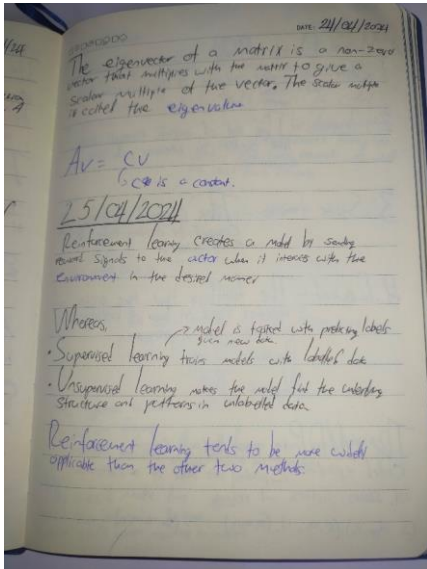 DATE: 24/04/2024
The eigenvector of a matrix is a non-zero
vector that multiplies with the matrix to give a
scalar multiple of the vector. The scalar multiple
is called the eigenvalue
Av = cv
c is a constant.
25/04/2024
Reinforcement learning creates a model by sending
reward signals to the actor when it interacts with the
environment in the desired manner
Whereas,
model is tasked with predicting labels
given new data
• Supervised learning trains models with labelled data
• Unsupervised learning makes the model find the underlying
structure and patterns in unlabelled data.
Reinforcement learning tends to be more widely
applicable than the other two methods.